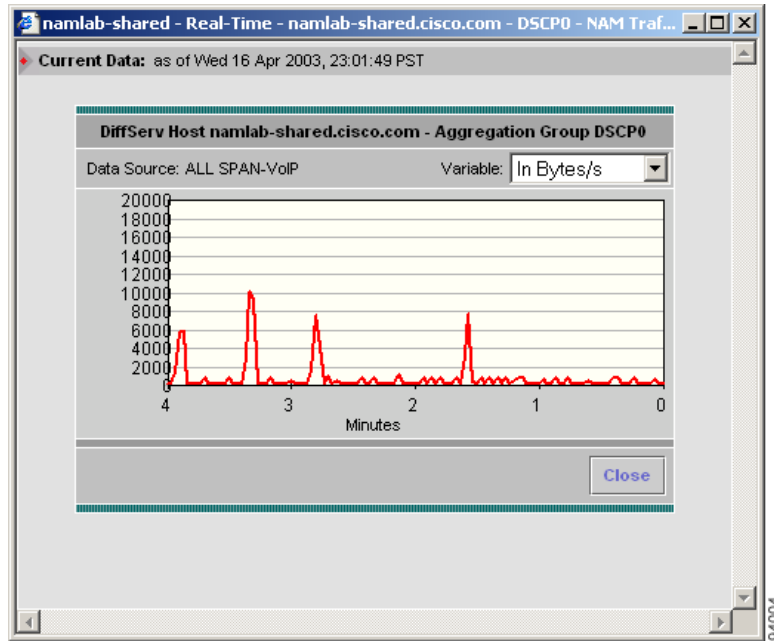 namlab-shared - Real-Time - namlab-shared.cisco.com - DSCP0 - NAM Traf...
Current Data: as of Wed 16 Apr 2003, 23:01:49 PST
DiffServ Host namlab-shared.cisco.com - Aggregation Group DSCP0
Data Source: ALL SPAN-VoIP Variable: In Bytes/s
20000
18000
16000
14000
12000
10000
8000
6000
4000
2000
0
4 3 2 1 0
Minutes
Close